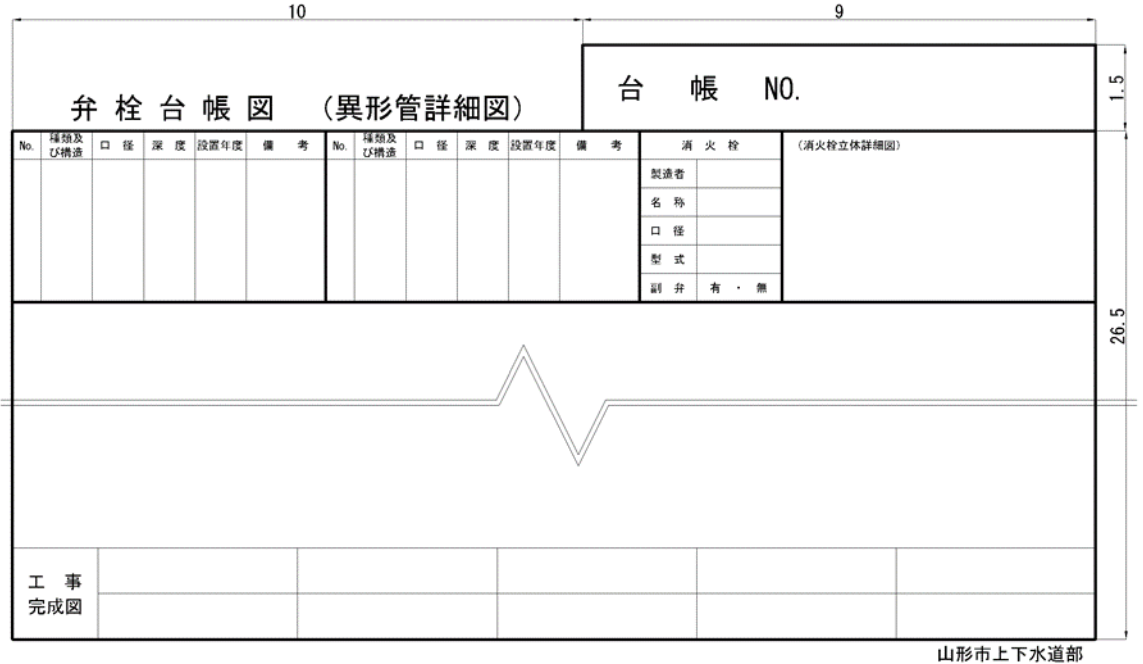 10
9
台 帳 NO.
1.5
弁栓台帳図 (異形管詳細図)
No. 種類及び構造 口 径 深 度 設置年度 備 考 No. 種類及び構造 口 径 深 度 設置年度 備 考 消 火 栓 (消火栓立体詳細図)
製造者
名 称
口 径
型 式
副 弁 有 ・ 無
26.5
工 事
完成図
山形市上下水道部